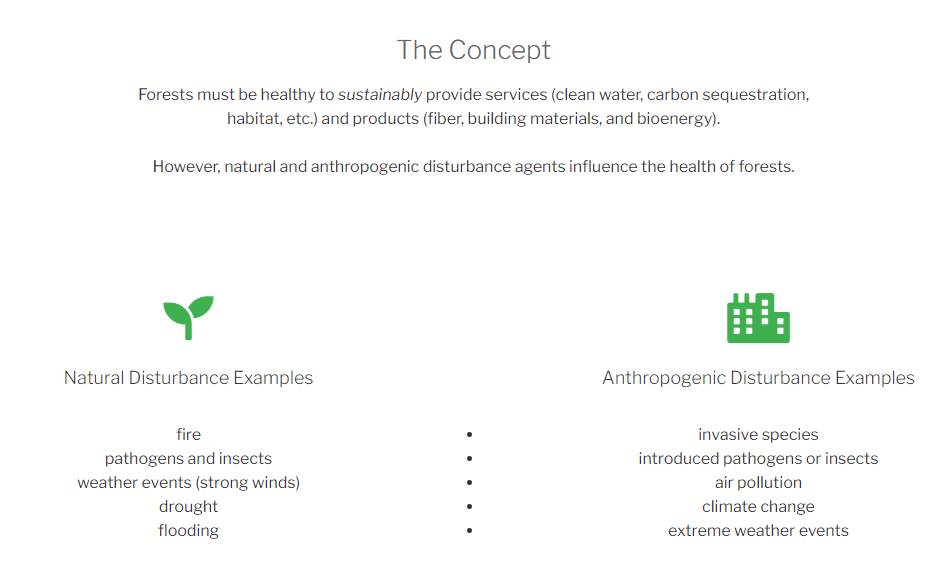 The Concept
Forests must be healthy to sustainably provide services (clean water, carbon sequestration,
habitat, etc.) and products (fiber, building materials, and bioenergy).
However, natural and anthropogenic disturbance agents influence the health of forests.
Natural Disturbance Examples
fire
pathogens and insects
weather events (strong winds)
drought
flooding
Anthropogenic Disturbance Examples
invasive species
introduced pathogens or insects
air pollution
climate change
extreme weather events